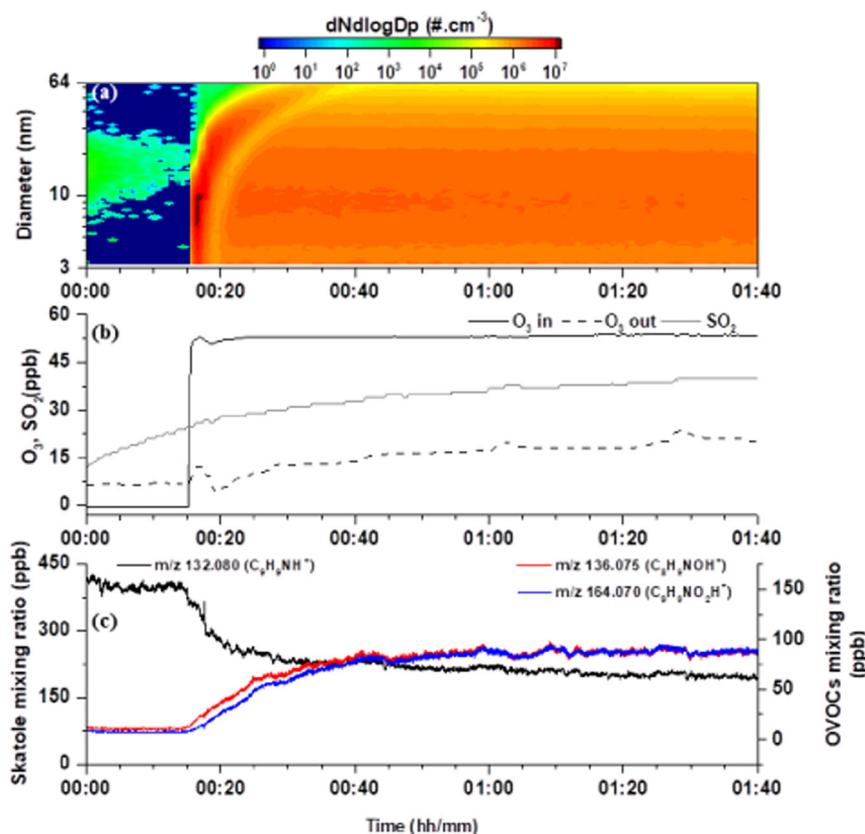 dNdlogDp (#.cm⁻³)
10⁰ 10¹ 10² 10³ 10⁴ 10⁵ 10⁶ 10⁷
(a)
Diameter (nm)
64
10
3
00:00 00:20 00:40 01:00 01:20 01:40
(b)
O₃ in O₃ out SO₂
O₃, SO₂(ppb)
60
45
30
15
0
00:00 00:20 00:40 01:00 01:20 01:40
(c)
m/z 132.080 (C₉H₉NH⁺)
m/z 136.075 (C₈H₉NOH⁺)
m/z 164.070 (C₉H₉NO₂H⁺)
Skatole mixing ratio (ppb)
450
300
150
0
OVOCs mixing ratio
(ppb)
150
100
50
0
00:00 00:20 00:40 01:00 01:20 01:40
Time (hh/mm)